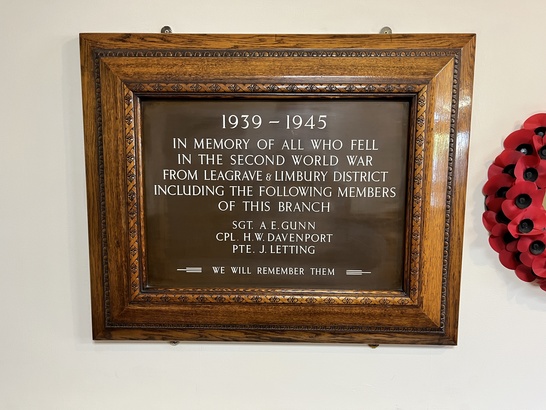 1939 – 1945
IN MEMORY OF ALL WHO FELL
IN THE SECOND WORLD WAR
FROM LEAGRAVE & LIMBURY DISTRICT
INCLUDING THE FOLLOWING MEMBERS
OF THIS BRANCH
SGT. A.E. GUNN
CPL. H.W. DAVENPORT
PTE. J. LETTING
WE WILL REMEMBER THEM